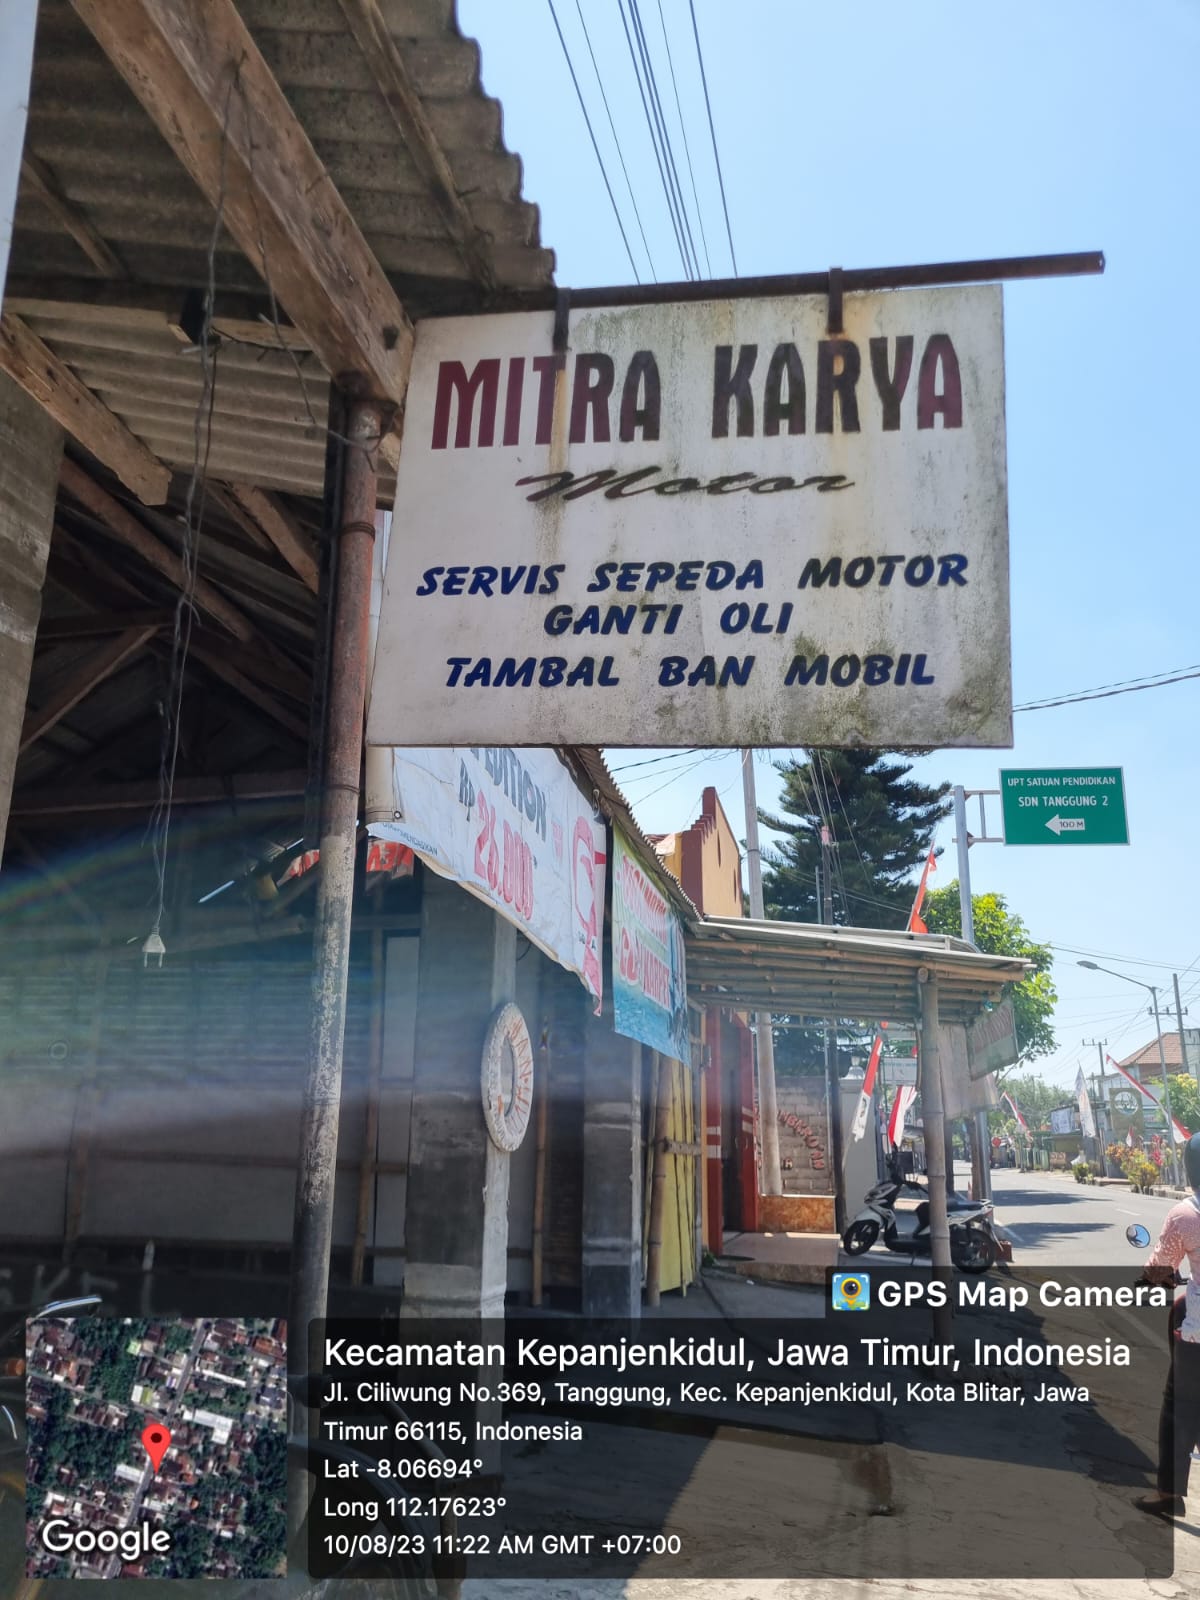 MITRA KARYA
Motor
SERVIS SEPEDA MOTOR
GANTI OLI
TAMBAL BAN MOBIL
EDITION
Rp 26.000
UPT SATUAN PENDIDIKAN
SDN TANGGUNG 2
100 M
GPS Map Camera
Kecamatan Kepanjenkidul, Jawa Timur, Indonesia
Jl. Ciliwung No.369, Tanggung, Kec. Kepanjenkidul, Kota Blitar, Jawa
Timur 66115, Indonesia
Lat -8.06694°
Long 112.17623°
10/08/23 11:22 AM GMT +07:00
Google